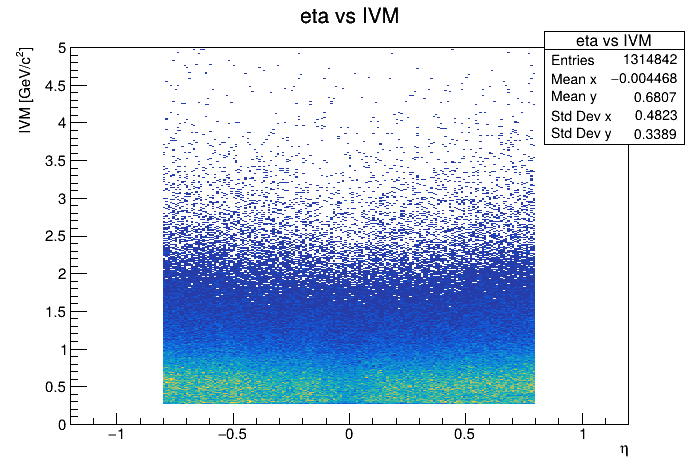 eta vs IVM
eta vs IVM
Entries 1314842
Mean x −0.004468
Mean y 0.6807
Std Dev x 0.4823
Std Dev y 0.3389
IVM [GeV/c²]
5
4.5
4
3.5
3
2.5
2
1.5
1
0.5
0
−1 −0.5 0 0.5 1
η